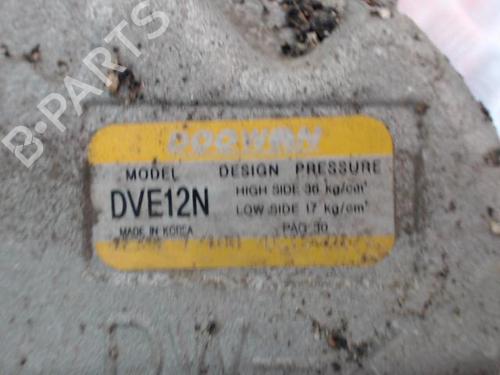 B-PARTS
DOOWON
MODEL DESIGN PRESSURE
DVE12N HIGH SIDE 36 kg/cm²
LOW SIDE 17 kg/cm²
MADE IN KOREA PAG 30
DW